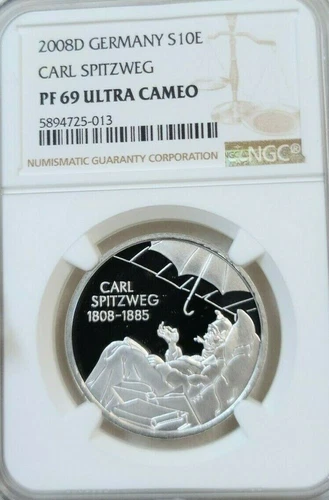 2008D GERMANY S10E
CARL SPITZWEG
PF 69 ULTRA CAMEO
5894725-013
NUMISMATIC GUARANTY CORPORATION
NGC®
CARL
SPITZWEG
1808-1885